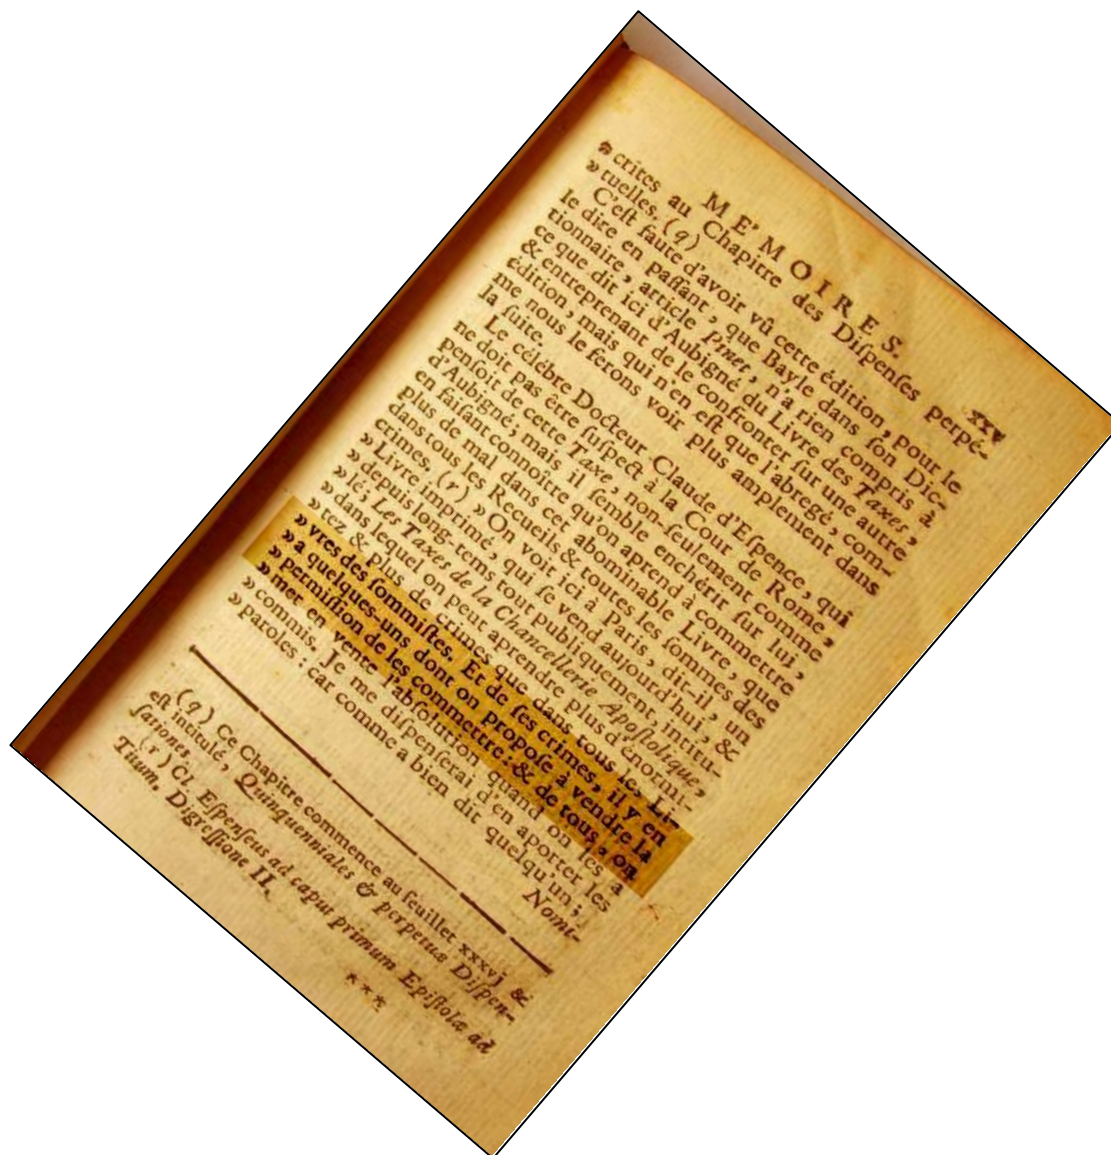 MÉMOIRES. xxv
» crites au Chapitre des Diſpenſes perpé-
» tuelles. (q)
C'eſt faute d'avoir vû cette édition, pour le
le dire en paſſant, que Bayle dans ſon Dic-
tionnaire, article Pinet, n'a rien compris à
ce que dit ici d'Aubigné du Livre des Taxes,
& entreprenant de le confronter ſur une autre
édition, mais qui n'en eſt que l'abregé, com-
me nous le ferons voir plus amplement dans
la ſuite.
Le célèbre Docteur Claude d'Eſpence, qui
ne doit pas être ſuſpect à la Cour de Rome,
penſoit de cette Taxe, non-ſeulement comme
d'Aubigné; mais il ſemble enchérir ſur lui,
en faiſant connoitre qu'on aprend à commettre
plus de mal dans cet abominable Livre, que
dans tous les Recueils & toutes les ſommes des
crimes. (r) » On voit ici à Paris, dit-il, un
» Livre imprimé, qui ſe vend aujourd'hui, &
» depuis long-tems tout publiquement, intitu-
» lé Les Taxes de la Chancellerie Apoſtolique,
» dans lequel on peut aprendre plus d'énormi-
» tez & plus de crimes que dans tous les Li-
» vres des ſommiſtes. Et de ſes crimes, il y en
» a quelques-uns dont on propoſe à vendre la
» permiſſion de les commettre: & de tous, on
» met en vente l'abſolution quand on les a
» commis. Je me diſpenſerai d'en aporter les
» paroles: car comme a bien dit quelqu'un;
Nomi-
(q) Ce Chapitre commence au feuillet xxxvj &
eſt intitulé, Quinquenniales & perpetuæ Diſpen-
ſationes.
(r) Cl Eſpenſeus ad caput primum Epiſtolæ ad
Titum. Digreſſione II.
***